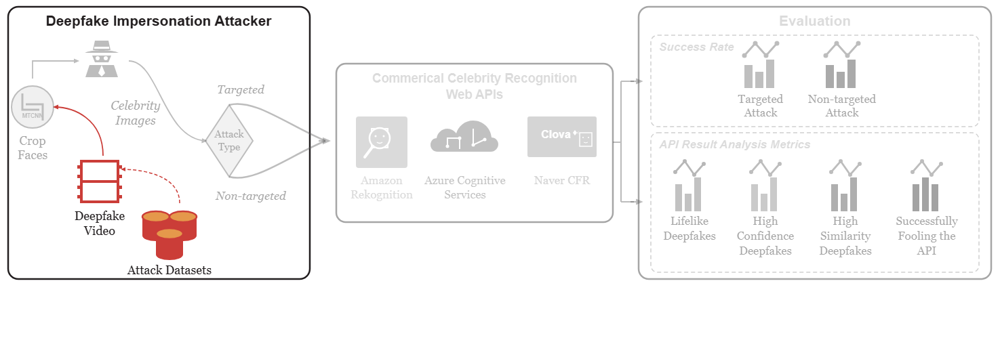 Deepfake Impersonation Attacker
MTCNN
Crop
Faces
Celebrity
Images
Targeted
Attack
Type
Non-targeted
Deepfake
Video
Attack Datasets
Commerical Celebrity Recognition
Web APIs
Amazon
Rekognition
Azure Cognitive
Services
Clova
Naver CFR
Evaluation
Success Rate
Targeted
Attack
Non-targeted
Attack
API Result Analysis Metrics
Lifelike
Deepfakes
High
Confidence
Deepfakes
High
Similarity
Deepfakes
Successfully
Fooling the
API